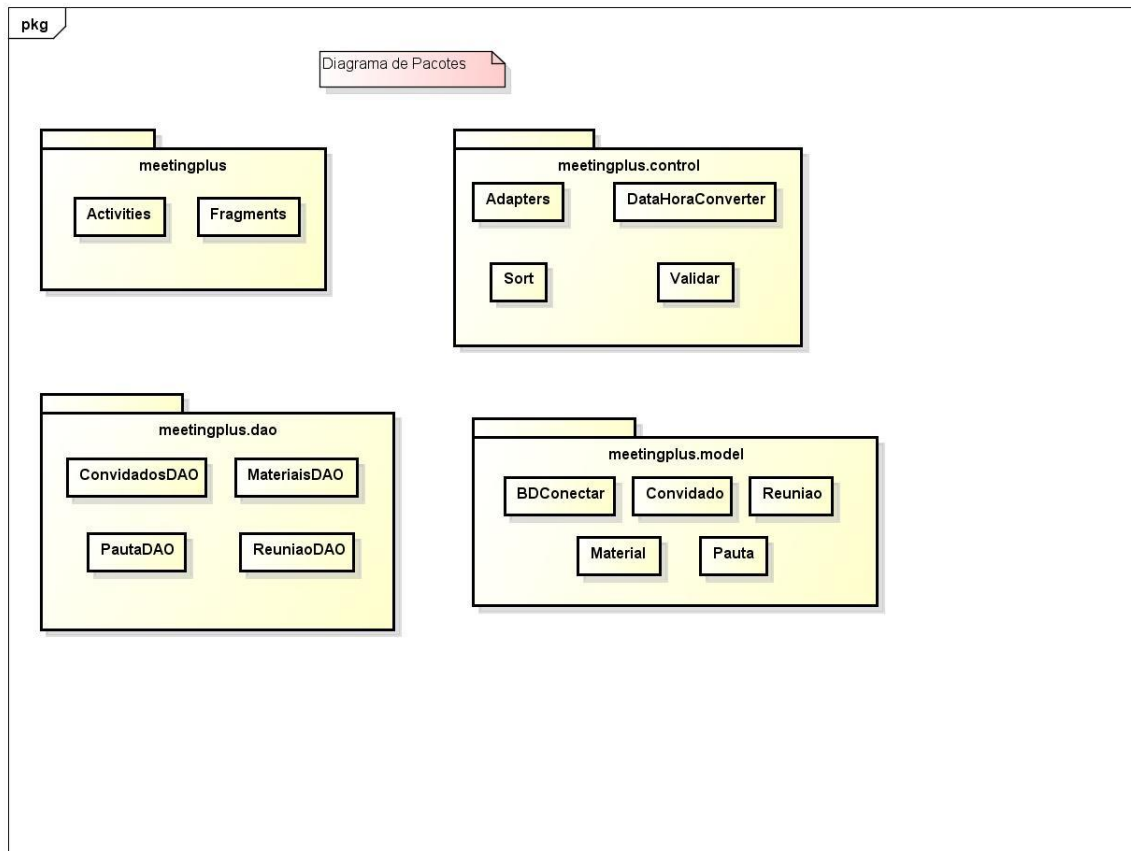 pkg
Diagrama de Pacotes
meetingplus
Activities
Fragments
meetingplus.control
Adapters
DataHoraConverter
Sort
Validar
meetingplus.dao
ConvidadosDAO
MateriaisDAO
PautaDAO
ReuniaoDAO
meetingplus.model
BDConectar
Convidado
Reuniao
Material
Pauta